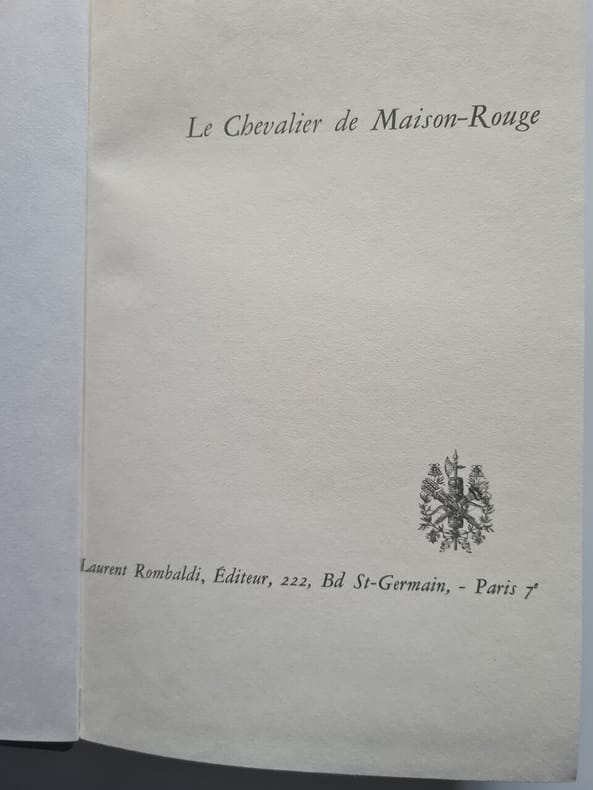 Le Chevalier de Maison-Rouge
Laurent Rombaldi, Éditeur, 222, Bd St-Germain, - Paris 7e